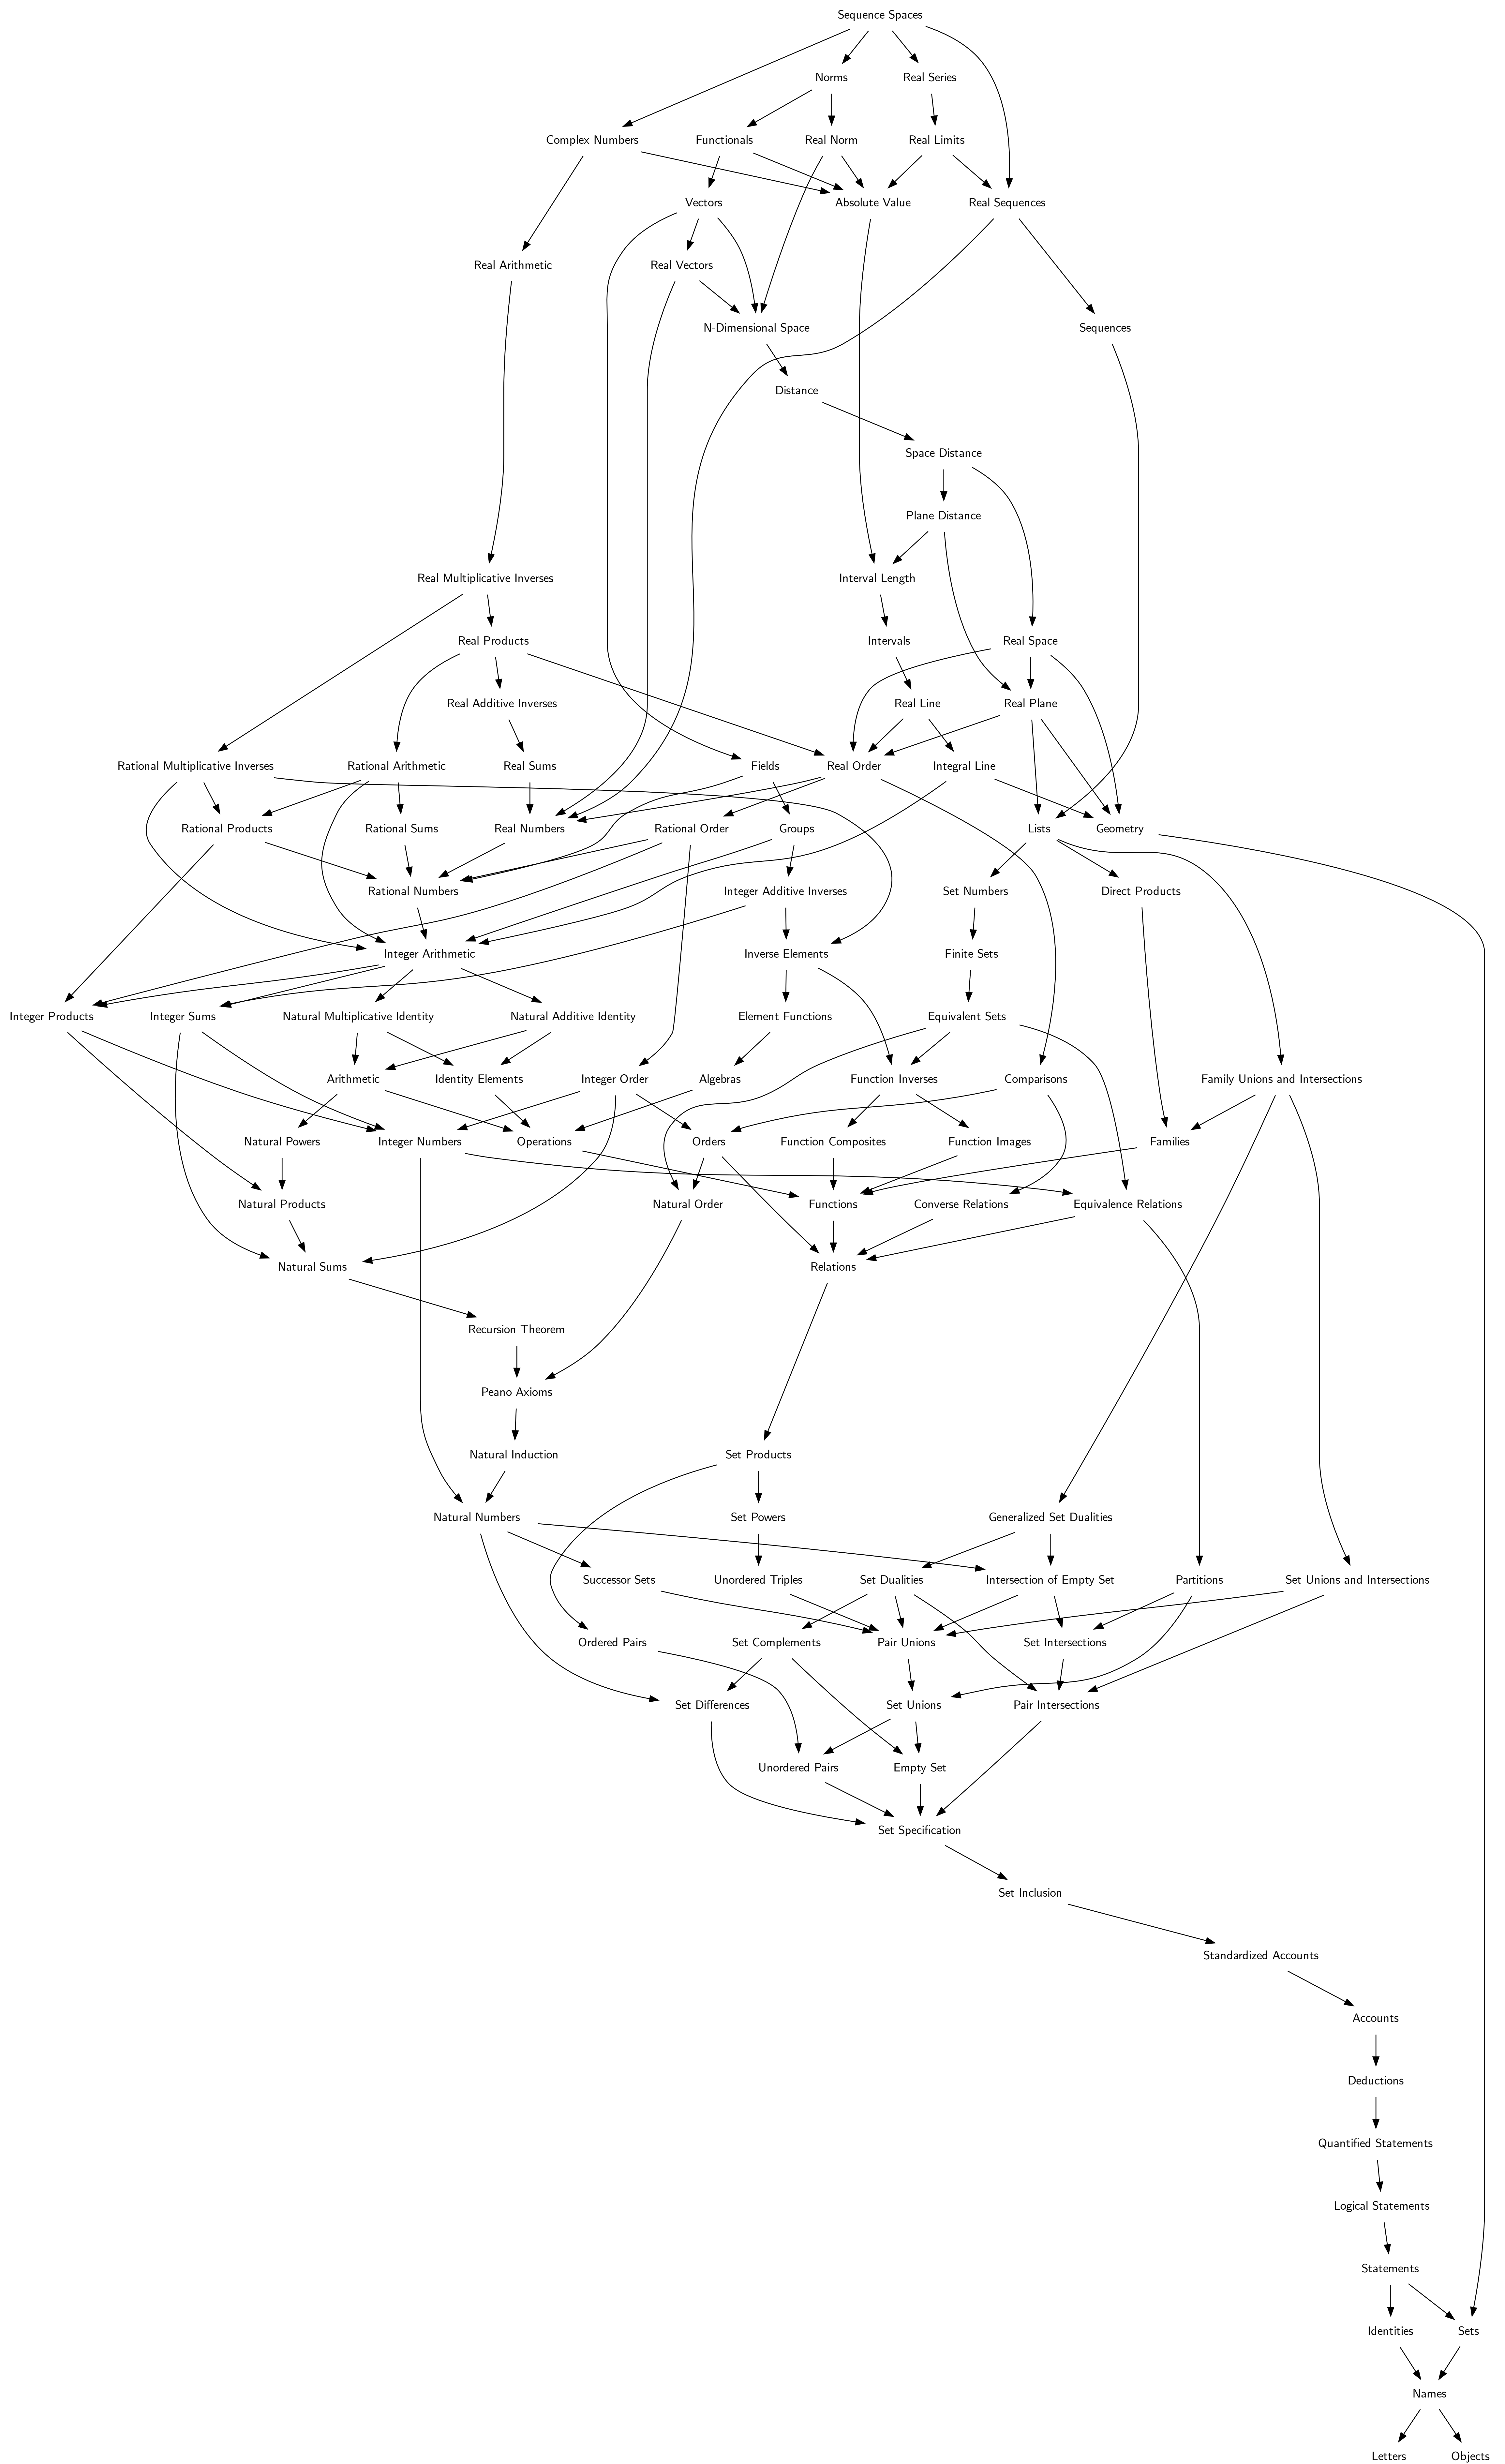 Sequence Spaces
Norms
Real Series
Complex Numbers
Functionals
Real Norm
Real Limits
Vectors
Absolute Value
Real Sequences
Real Arithmetic
Real Vectors
N-Dimensional Space
Sequences
Distance
Space Distance
Plane Distance
Real Multiplicative Inverses
Interval Length
Real Products
Intervals
Real Space
Real Additive Inverses
Real Line
Real Plane
Rational Multiplicative Inverses
Rational Arithmetic
Real Sums
Fields
Real Order
Integral Line
Rational Products
Rational Sums
Real Numbers
Rational Order
Groups
Lists
Geometry
Rational Numbers
Integer Additive Inverses
Set Numbers
Direct Products
Integer Arithmetic
Inverse Elements
Finite Sets
Integer Products
Integer Sums
Natural Multiplicative Identity
Natural Additive Identity
Element Functions
Equivalent Sets
Arithmetic
Identity Elements
Integer Order
Algebras
Function Inverses
Comparisons
Family Unions and Intersections
Natural Powers
Integer Numbers
Operations
Orders
Function Composites
Function Images
Families
Natural Products
Natural Order
Functions
Converse Relations
Equivalence Relations
Natural Sums
Relations
Recursion Theorem
Peano Axioms
Natural Induction
Set Products
Natural Numbers
Set Powers
Generalized Set Dualities
Successor Sets
Unordered Triples
Set Dualities
Intersection of Empty Set
Partitions
Set Unions and Intersections
Ordered Pairs
Set Complements
Pair Unions
Set Intersections
Set Differences
Set Unions
Pair Intersections
Unordered Pairs
Empty Set
Set Specification
Set Inclusion
Standardized Accounts
Accounts
Deductions
Quantified Statements
Logical Statements
Statements
Identities
Sets
Names
Letters
Objects